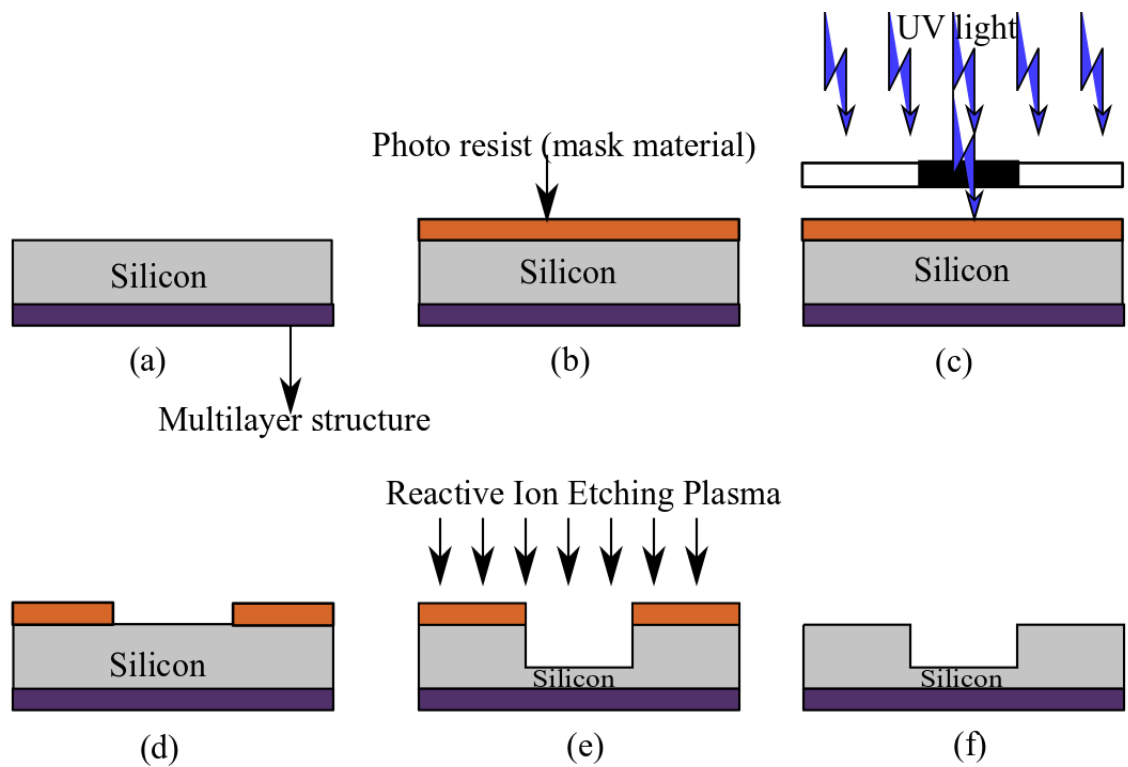 UV light
Photo resist (mask material)
Silicon
Silicon
Silicon
(a)
(b)
(c)
Multilayer structure
Reactive Ion Etching Plasma
Silicon
Silicon
Silicon
(d)
(e)
(f)